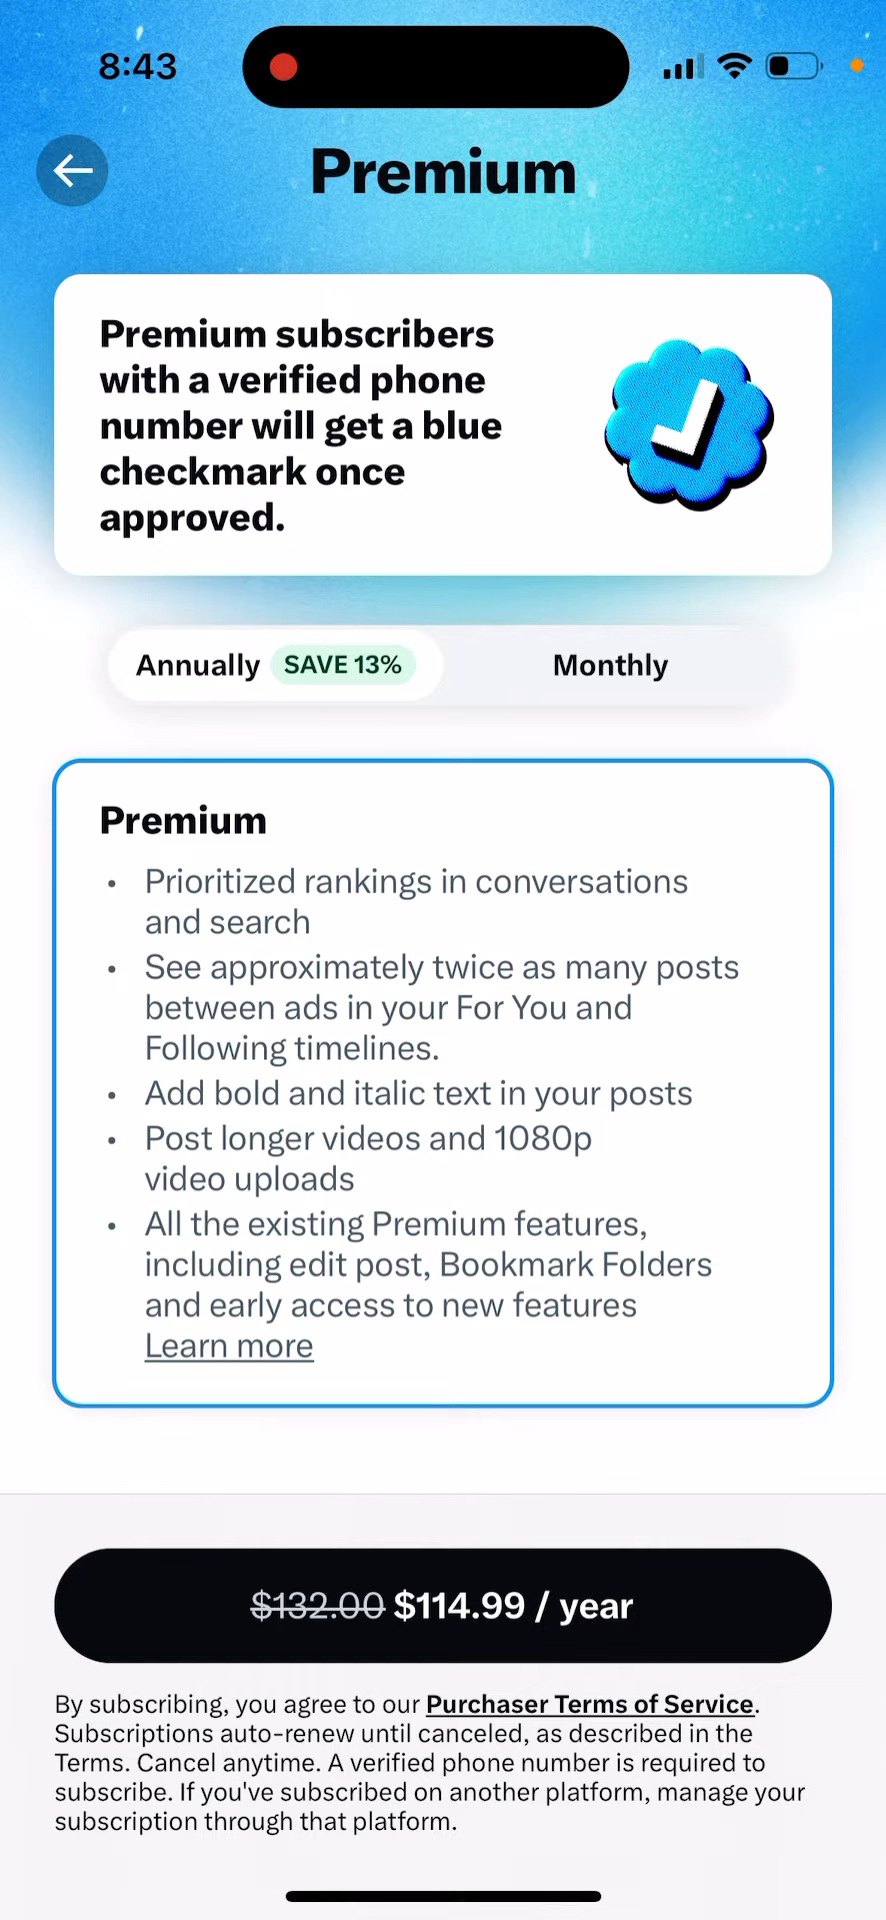 8:43
Premium
Premium subscribers
with a verified phone
number will get a blue
checkmark once
approved.
Annually SAVE 13% Monthly
Premium
• Prioritized rankings in conversations
and search
• See approximately twice as many posts
between ads in your For You and
Following timelines.
• Add bold and italic text in your posts
• Post longer videos and 1080p
video uploads
• All the existing Premium features,
including edit post, Bookmark Folders
and early access to new features
Learn more
$132.00 $114.99 / year
By subscribing, you agree to our Purchaser Terms of Service.
Subscriptions auto-renew until canceled, as described in the
Terms. Cancel anytime. A verified phone number is required to
subscribe. If you've subscribed on another platform, manage your
subscription through that platform.